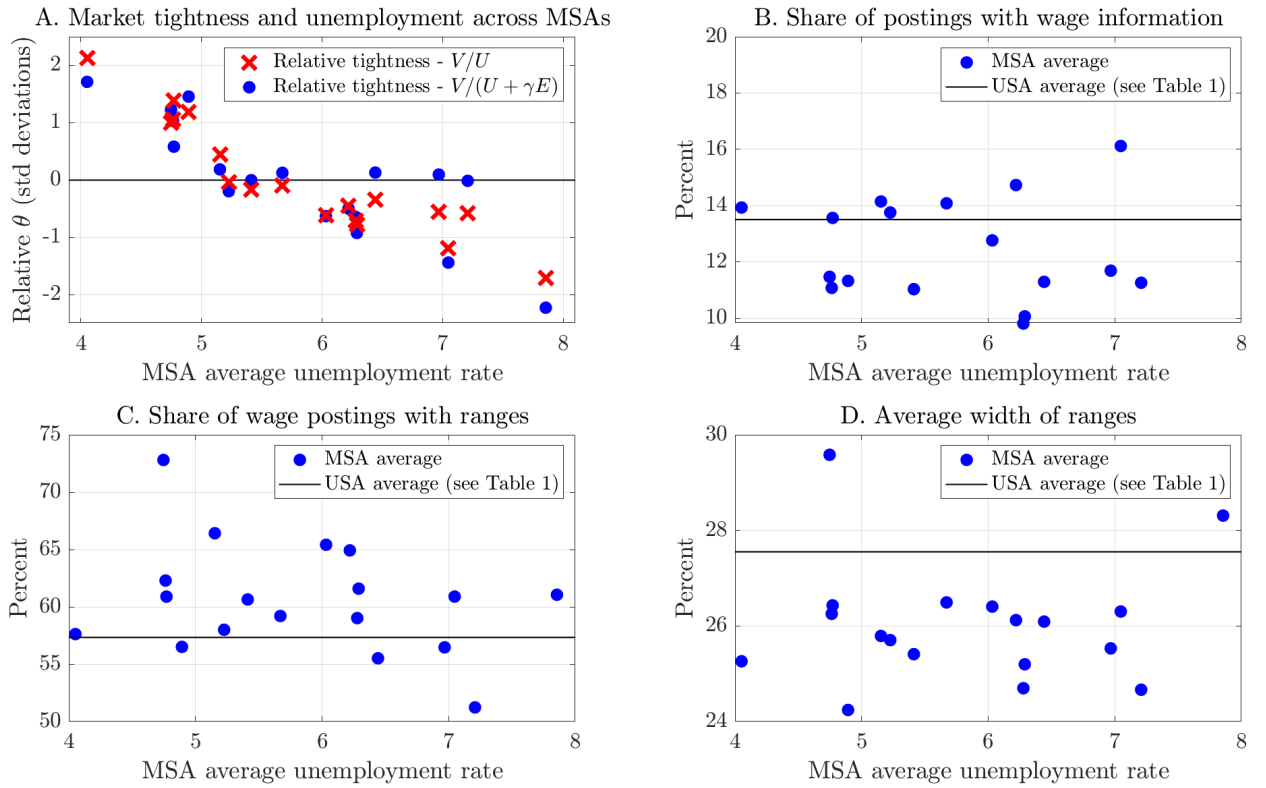 A. Market tightness and unemployment across MSAs
Relative θ (std deviations)
2
1
0
-1
-2
Relative tightness - V/U
Relative tightness - V/(U + γE)
4 5 6 7 8
MSA average unemployment rate
B. Share of postings with wage information
Percent
20
18
16
14
12
10
MSA average
USA average (see Table 1)
4 5 6 7 8
MSA average unemployment rate
C. Share of wage postings with ranges
Percent
75
70
65
60
55
50
MSA average
USA average (see Table 1)
4 5 6 7 8
MSA average unemployment rate
D. Average width of ranges
Percent
30
28
26
24
MSA average
USA average (see Table 1)
4 5 6 7 8
MSA average unemployment rate